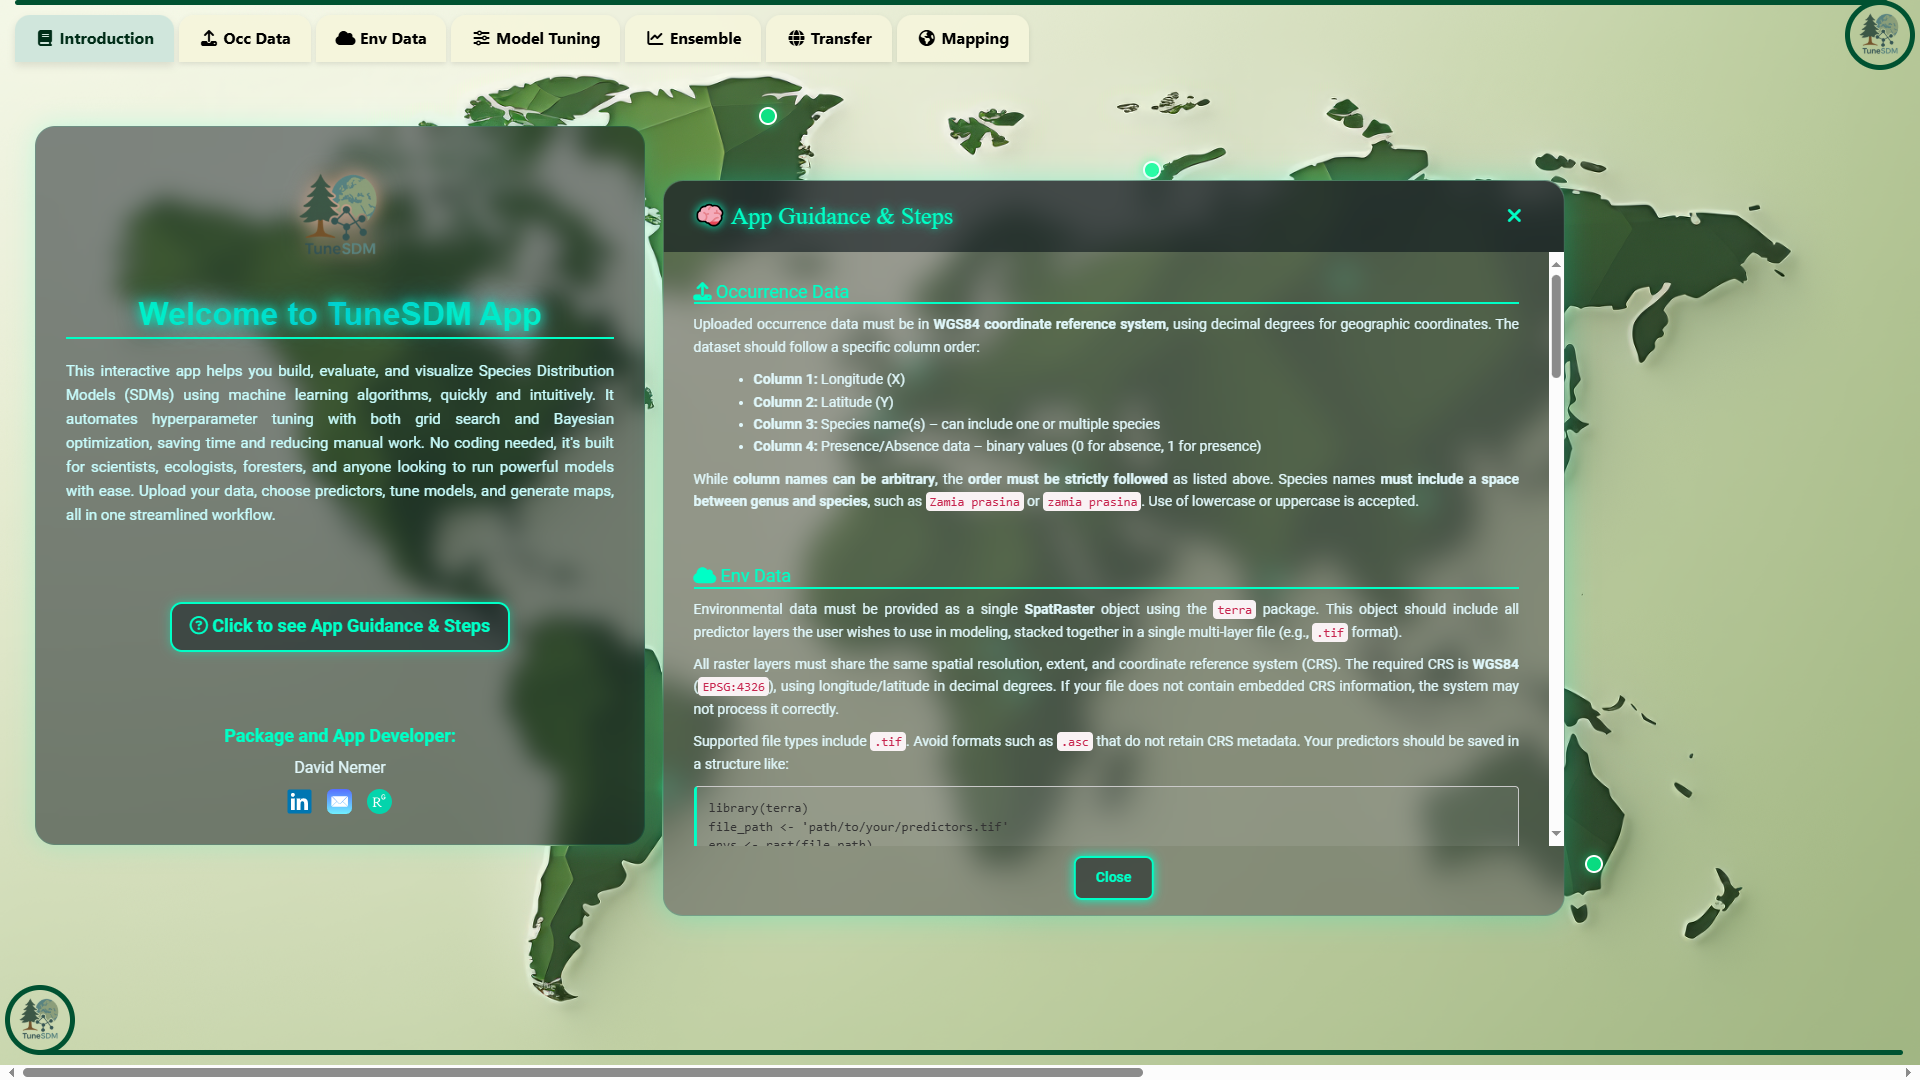 Introduction
Occ Data
Env Data
Model Tuning
Ensemble
Transfer
Mapping
TuneSDM
TuneSDM
Welcome to TuneSDM App
This interactive app helps you build, evaluate, and visualize Species Distribution
Models (SDMs) using machine learning algorithms, quickly and intuitively. It
automates hyperparameter tuning with both grid search and Bayesian
optimization, saving time and reducing manual work. No coding needed, it's built
for scientists, ecologists, foresters, and anyone looking to run powerful models
with ease. Upload your data, choose predictors, tune models, and generate maps,
all in one streamlined workflow.
Click to see App Guidance & Steps
Package and App Developer:
David Nemer
in
RG
App Guidance & Steps
Occurrence Data
Uploaded occurrence data must be in WGS84 coordinate reference system, using decimal degrees for geographic coordinates. The
dataset should follow a specific column order:
• Column 1: Longitude (X)
• Column 2: Latitude (Y)
• Column 3: Species name(s) – can include one or multiple species
• Column 4: Presence/Absence data – binary values (0 for absence, 1 for presence)
While column names can be arbitrary, the order must be strictly followed as listed above. Species names must include a space
between genus and species, such as Zamia prasina or zamia prasina. Use of lowercase or uppercase is accepted.
Env Data
Environmental data must be provided as a single SpatRaster object using the terra package. This object should include all
predictor layers the user wishes to use in modeling, stacked together in a single multi-layer file (e.g., .tif format).
All raster layers must share the same spatial resolution, extent, and coordinate reference system (CRS). The required CRS is WGS84
(EPSG:4326), using longitude/latitude in decimal degrees. If your file does not contain embedded CRS information, the system may
not process it correctly.
Supported file types include .tif. Avoid formats such as .asc that do not retain CRS metadata. Your predictors should be saved in
a structure like:
library(terra)
file_path <- 'path/to/your/predictors.tif'
envs <- rast(file_path)
Close
TuneSDM